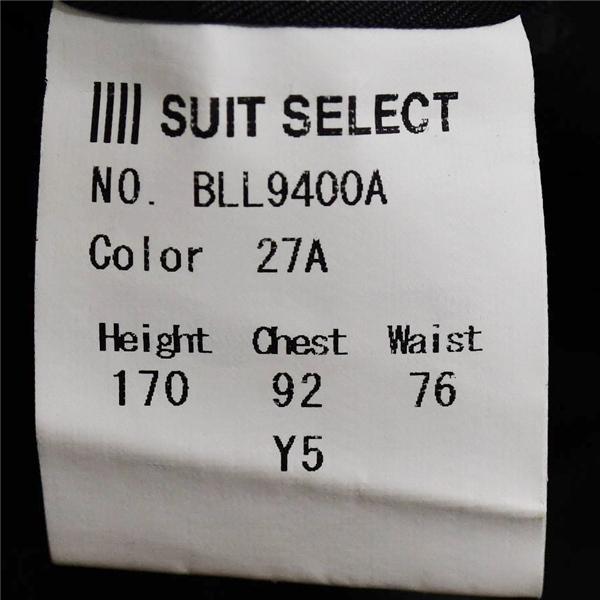 SUIT SELECT
NO. BLL9400A
Color 27A
Height Chest Waist
170 92 76
Y5